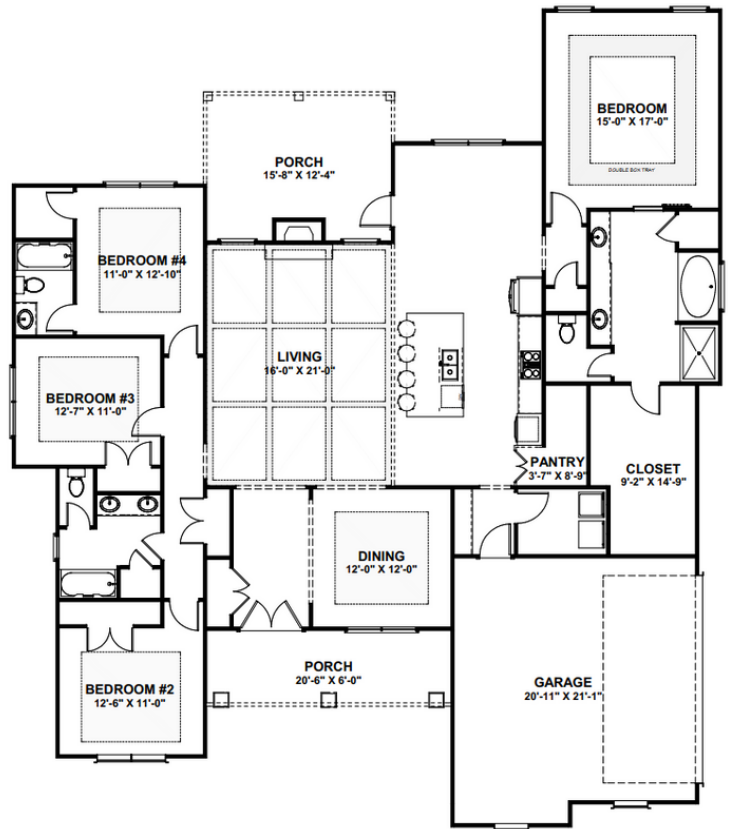 BEDROOM
15'-0" X 17'-0"
DOUBLE BOX TRAY
PORCH
15'-8" X 12'-4"
BEDROOM #4
11'-0" X 12'-10"
LIVING
16'-0" X 21'-0"
BEDROOM #3
12'-7" X 11'-0"
PANTRY
3'-7" X 8'-9"
CLOSET
9'-2" X 14'-9"
DINING
12'-0" X 12'-0"
PORCH
20'-6" X 6'-0"
BEDROOM #2
12'-6" X 11'-0"
GARAGE
20'-11" X 21'-1"